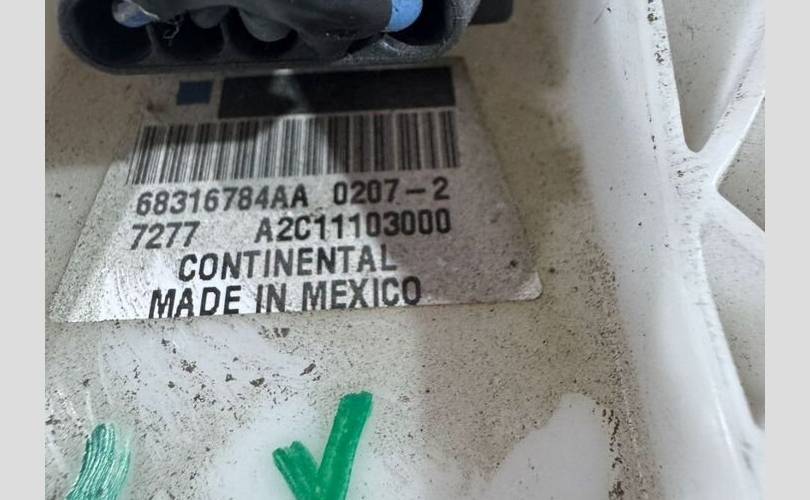 68316784AA 0207-2
7277 A2C11103000
CONTINENTAL
MADE IN MEXICO